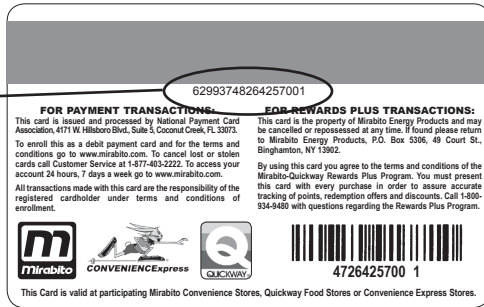 62993748264257001
FOR PAYMENT TRANSACTIONS:
This card is issued and processed by National Payment Card
Association, 4171 W. Hillsboro Blvd., Suite 5, Coconut Creek, FL 33073.
To enroll this as a debit payment card and for the terms and
conditions go to www.mirabito.com. To cancel lost or stolen
cards call Customer Service at 1-877-403-2222. To access your
account 24 hours, 7 days a week go to www.mirabito.com.
All transactions made with this card are the responsibility of the
registered cardholder under terms and conditions of
enrollment.
FOR REWARDS PLUS TRANSACTIONS:
This card is the property of Mirabito Energy Products and may
be cancelled or repossessed at any time. If found please return
to Mirabito Energy Products, P.O. Box 5306, 49 Court St.,
Binghamton, NY 13902.
By using this card you agree to the terms and conditions of the
Mirabito-Quickway Rewards Plus Program. You must present
this card with every purchase in order to assure accurate
tracking of points, redemption offers and discounts. Call 1-800-
934-9480 with questions regarding the Rewards Plus Program.
m
mirabito
CONVENIENCExpress
Q
QUICKWAY
4726425700 1
This Card is valid at participating Mirabito Convenience Stores, Quickway Food Stores or Convenience Express Stores.